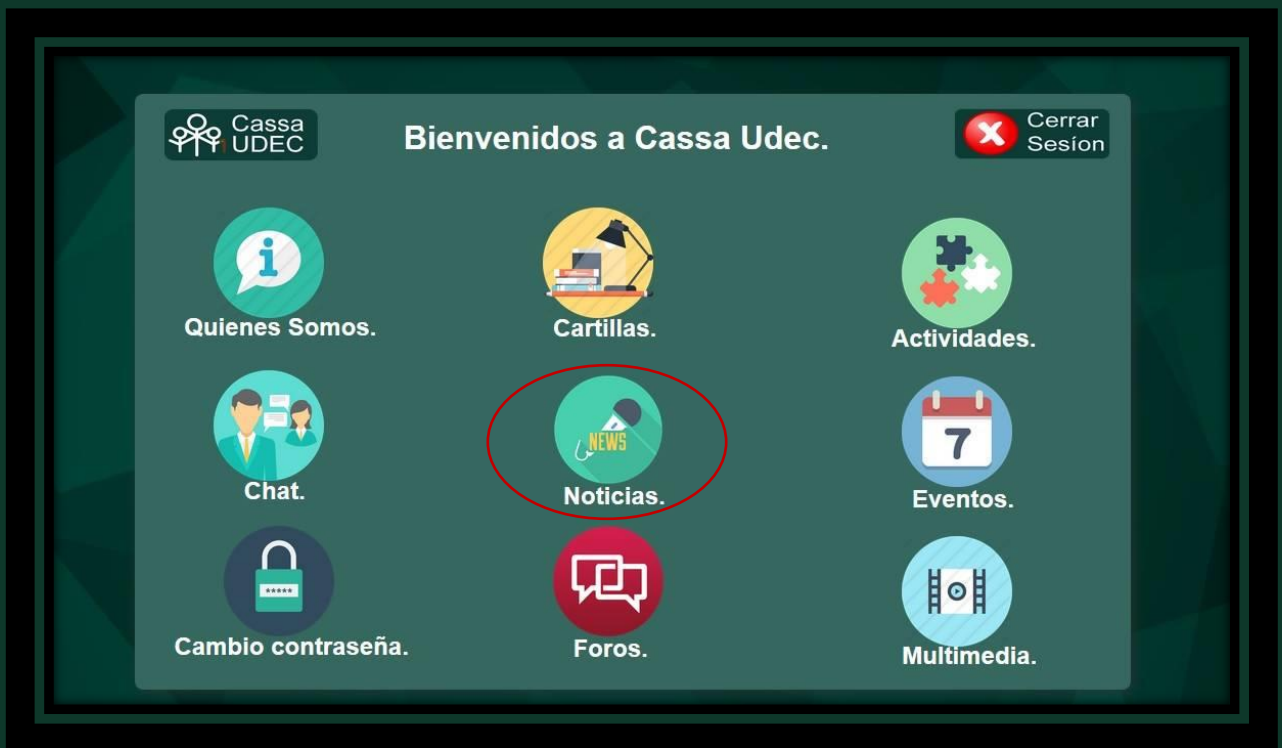 Cassa
UDEC
Bienvenidos a Cassa Udec.
Cerrar
Sesíon
Quienes Somos.
Cartillas.
Actividades.
Chat.
NEWS
Noticias.
7
Eventos.
*****
Cambio contraseña.
Foros.
Multimedia.